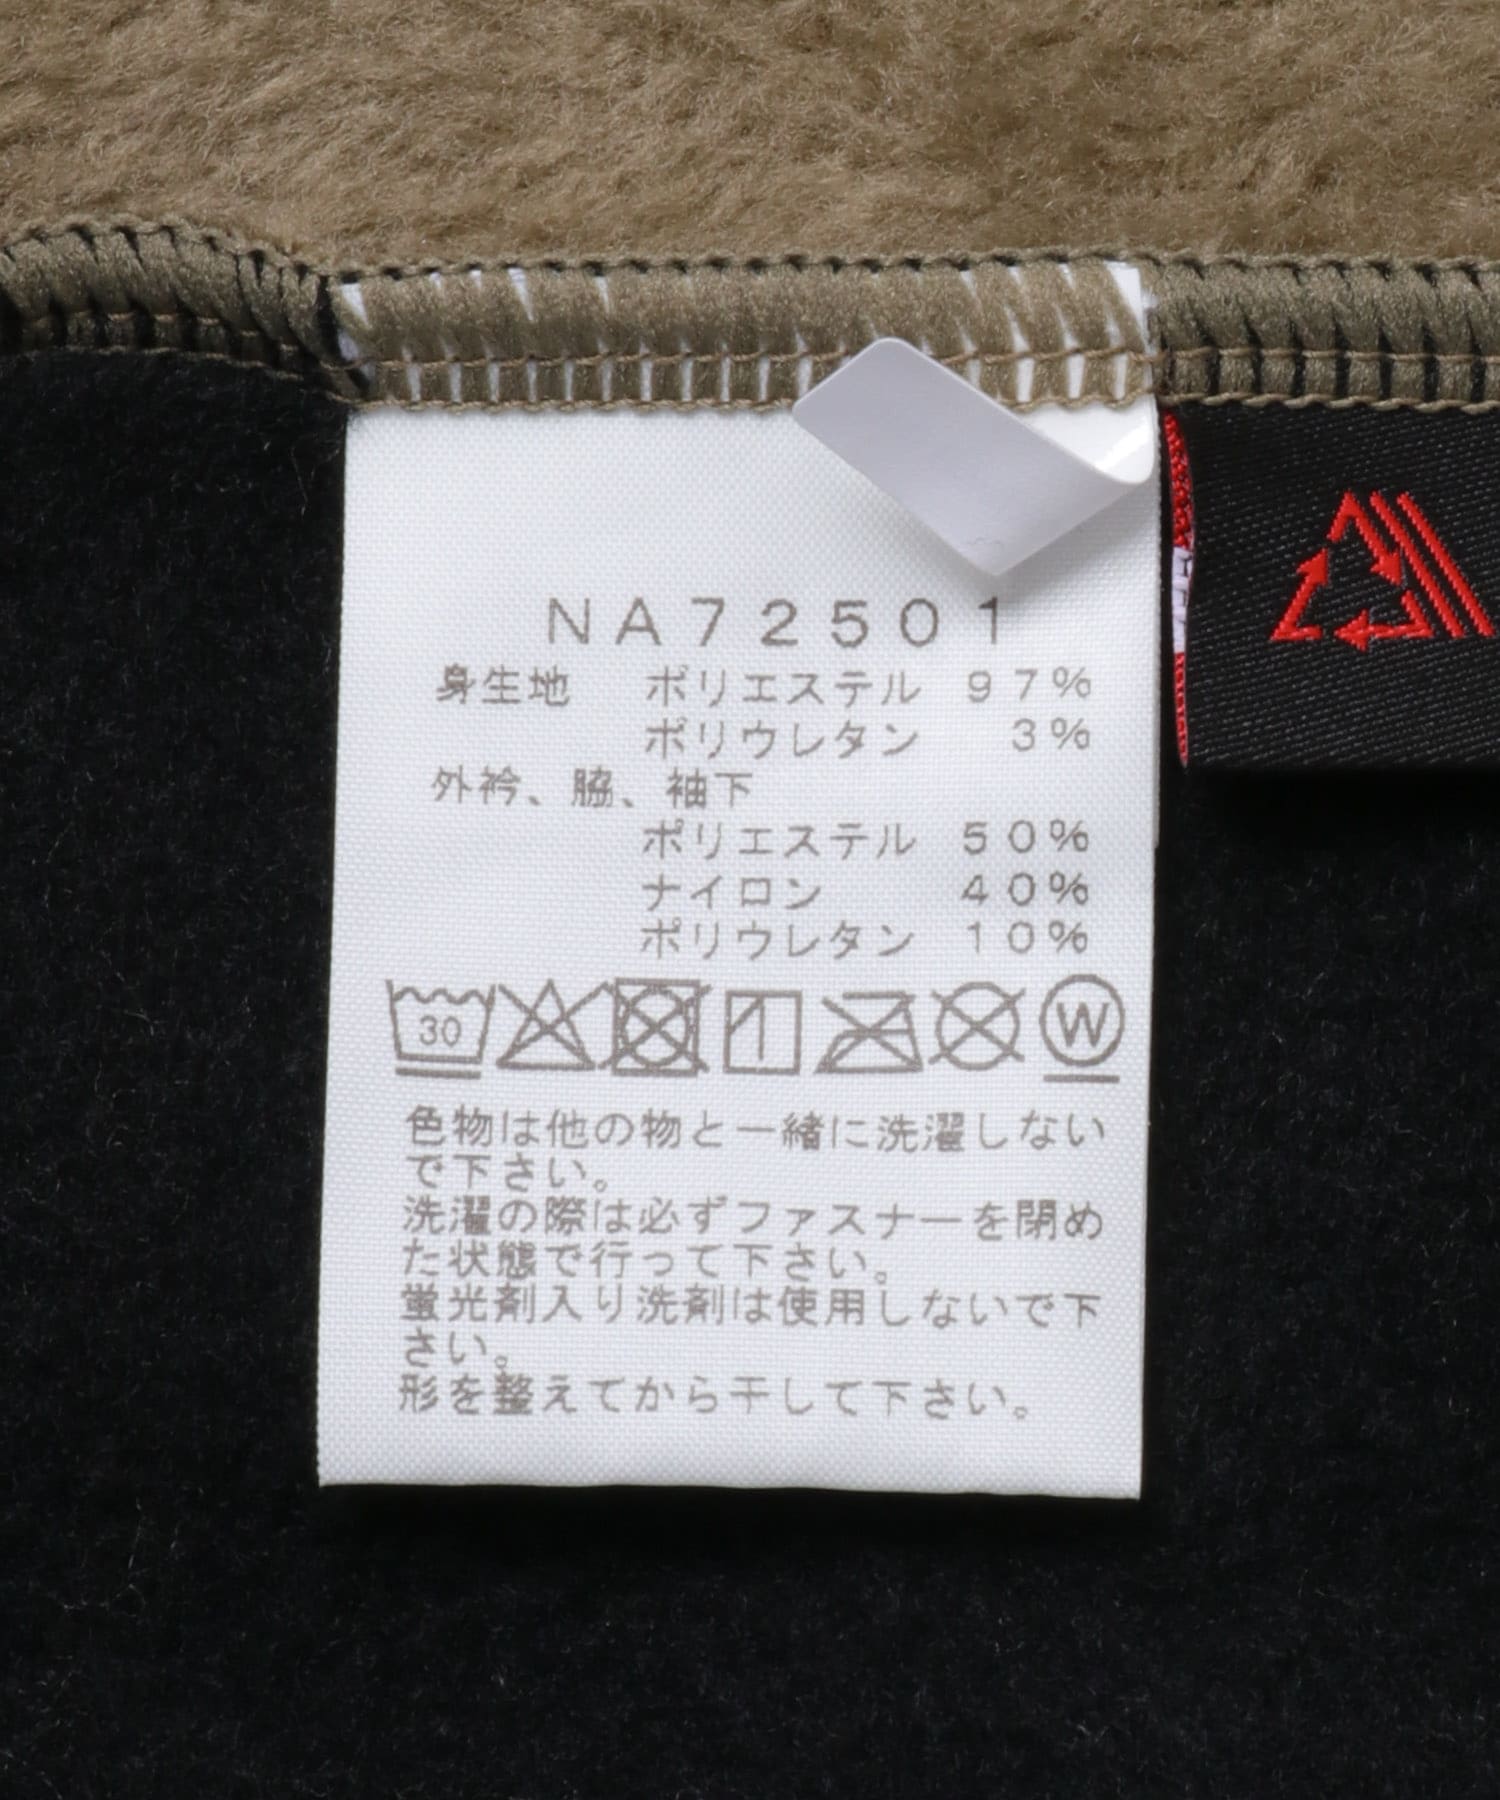 NA72501
身生地 ポリエステル 97%
ポリウレタン 3%
外衿、脇、袖下
ポリエステル 50%
ナイロン 40%
ポリウレタン 10%
30 W
色物は他の物と一緒に洗濯しない
で下さい。
洗濯の際は必ずファスナーを閉め
た状態で行って下さい。
蛍光剤入り洗剤は使用しないで下
さい。
形を整えてから干して下さい。